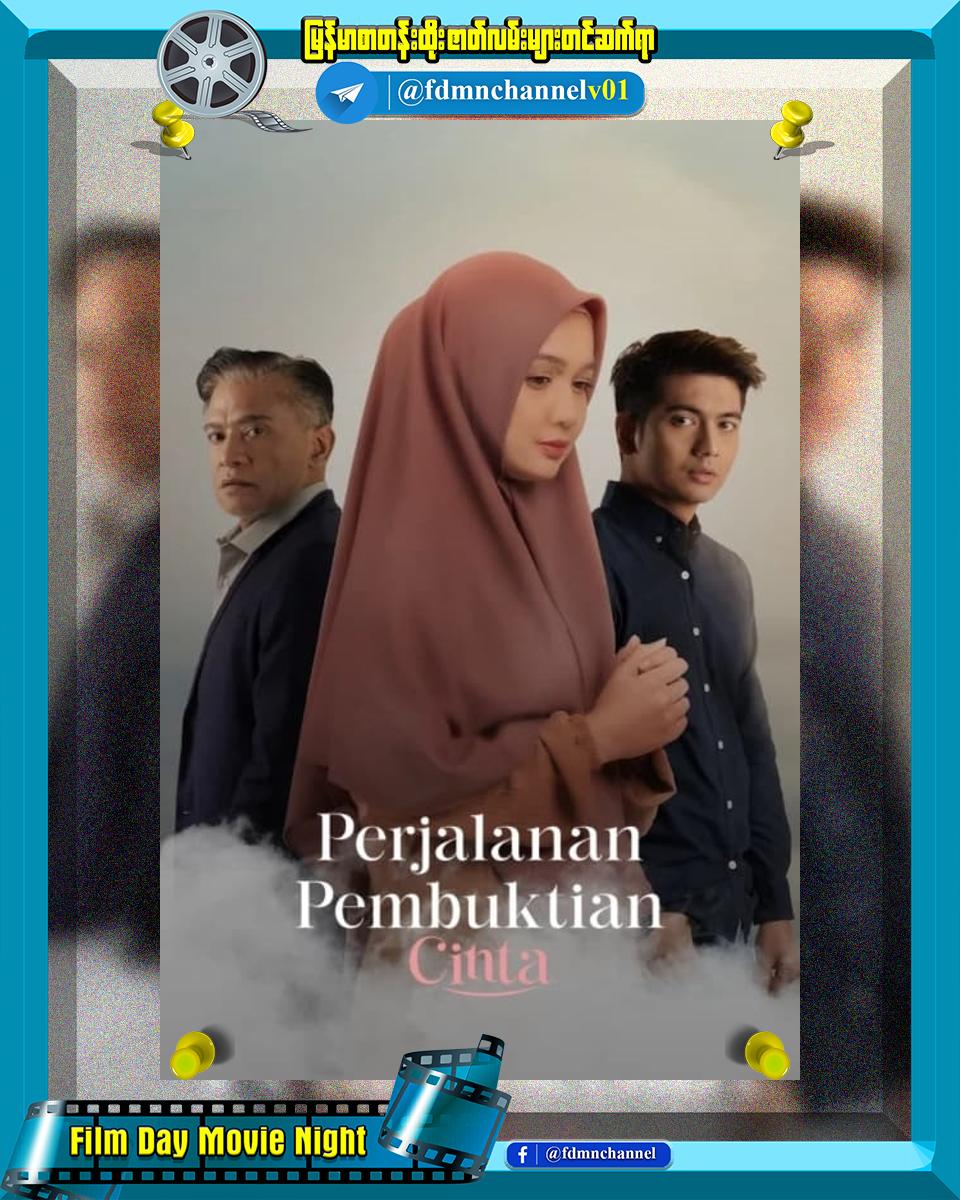 မြန်မာစာတန်းထိုးဇာတ်လမ်းများတင်ဆက်ရာ
@fdmnchannelv01
Perjalanan
Pembuktian
Cinta
Film Day Movie Night
f @fdmnchannel